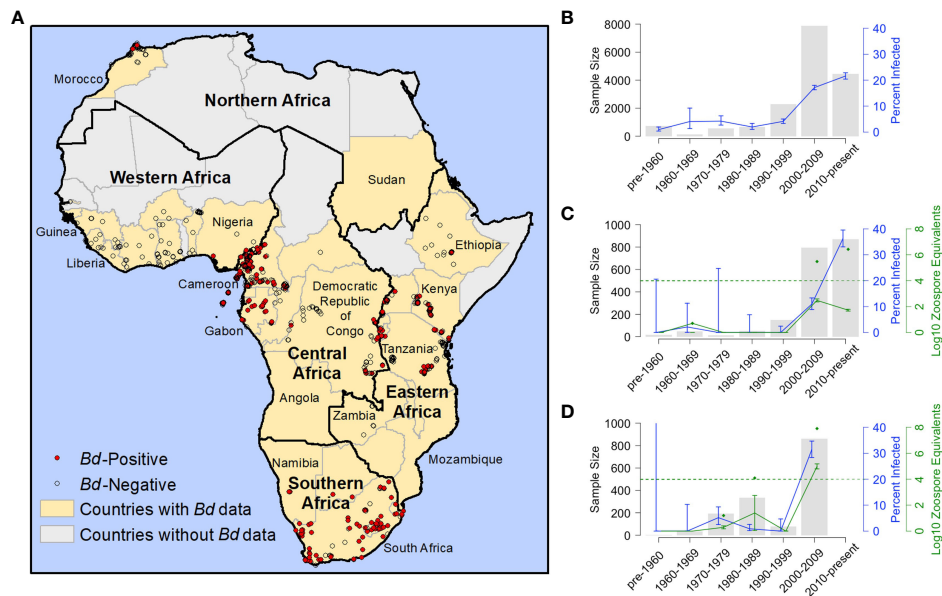 A
Morocco
Northern Africa
Western Africa
Sudan
Nigeria
Guinea
Liberia
Ethiopia
Cameroon
Kenya
Democratic
Republic
of
Congo
Gabon
Tanzania
Central
Africa
Eastern
Africa
Angola
Zambia
Mozambique
Namibia
Southern
Africa
South Africa
Bd-Positive
Bd-Negative
Countries with Bd data
Countries without Bd data
B
Sample Size
8000
6000
4000
2000
0
40
30
20
10
0
Percent Infected
pre-1960
1960-1969
1970-1979
1980-1989
1990-1999
2000-2009
2010-present
C
Sample Size
1000
800
600
400
200
0
40
30
20
10
0
Percent Infected
8
6
4
2
0
Log10 Zoospore Equivalents
pre-1960
1960-1969
1970-1979
1980-1989
1990-1999
2000-2009
2010-present
D
Sample Size
1000
800
600
400
200
0
40
30
20
10
0
Percent Infected
8
6
4
2
0
Log10 Zoospore Equivalents
pre-1960
1960-1969
1970-1979
1980-1989
1990-1999
2000-2009
2010-present